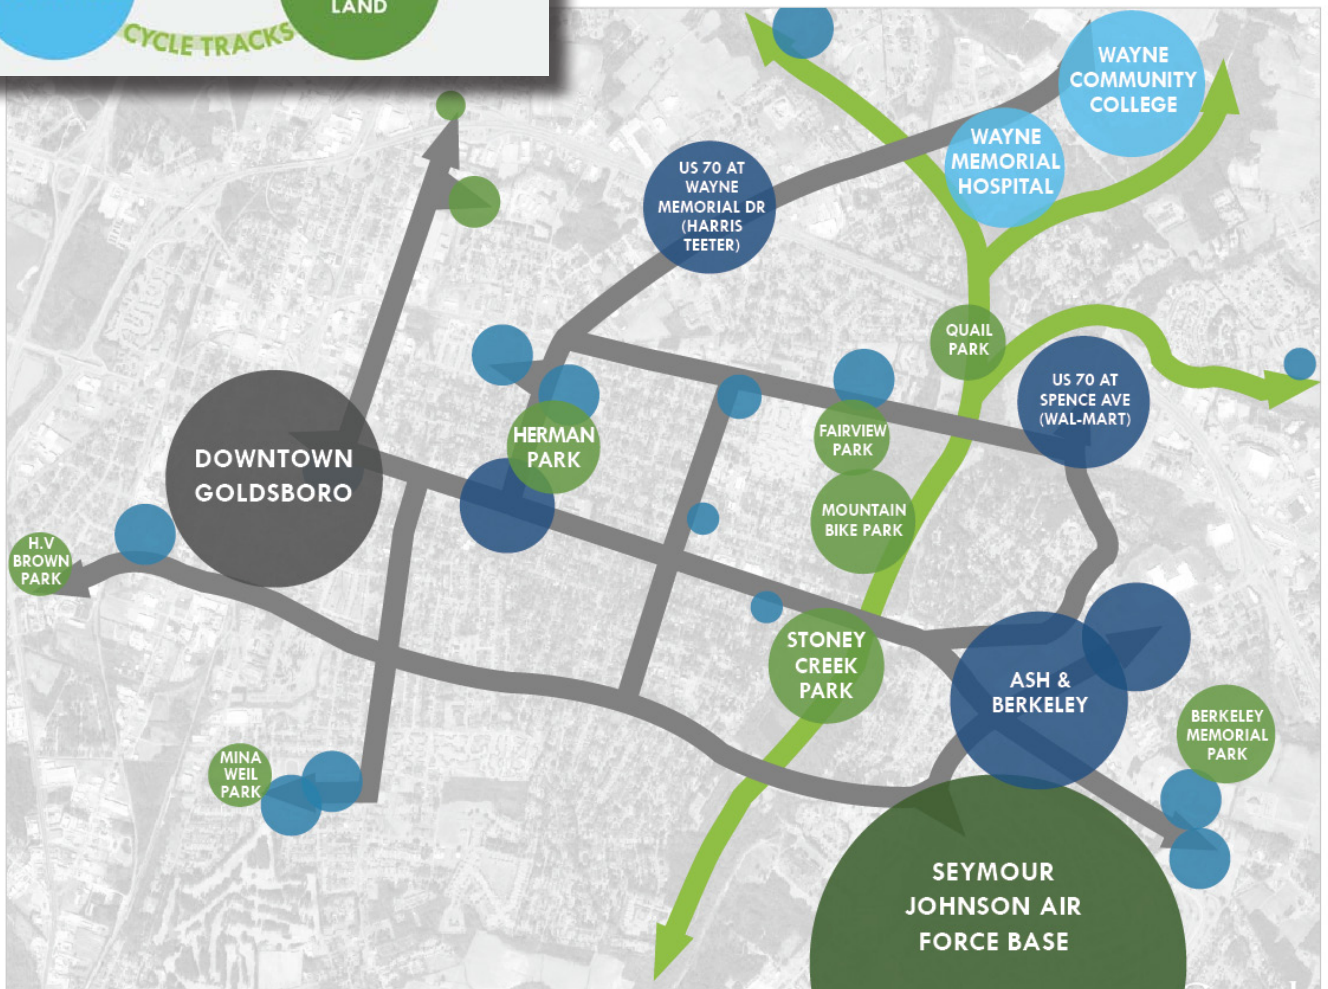 LAND
CYCLE TRACKS
WAYNE
COMMUNITY
COLLEGE
WAYNE
MEMORIAL
HOSPITAL
US 70 AT
WAYNE
MEMORIAL DR
(HARRIS
TEETER)
QUAIL
PARK
US 70 AT
SPENCE AVE
(WAL-MART)
HERMAN
PARK
FAIRVIEW
PARK
DOWNTOWN
GOLDSBORO
MOUNTAIN
BIKE PARK
H.V
BROWN
PARK
STONEY
CREEK
PARK
ASH &
BERKELEY
BERKELEY
MEMORIAL
PARK
MINA
WEIL
PARK
SEYMOUR
JOHNSON AIR
FORCE BASE